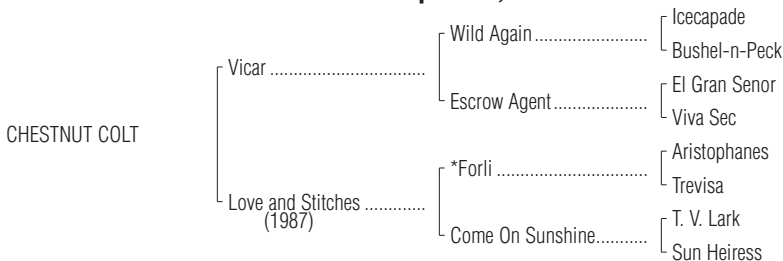 Icecapade
Wild Again
Bushel-n-Peck
Vicar
El Gran Senor
Escrow Agent
Viva Sec
CHESTNUT COLT
Aristophanes
*Forli
Trevisa
Love and Stitches
(1987)
T. V. Lark
Come On Sunshine
Sun Heiress